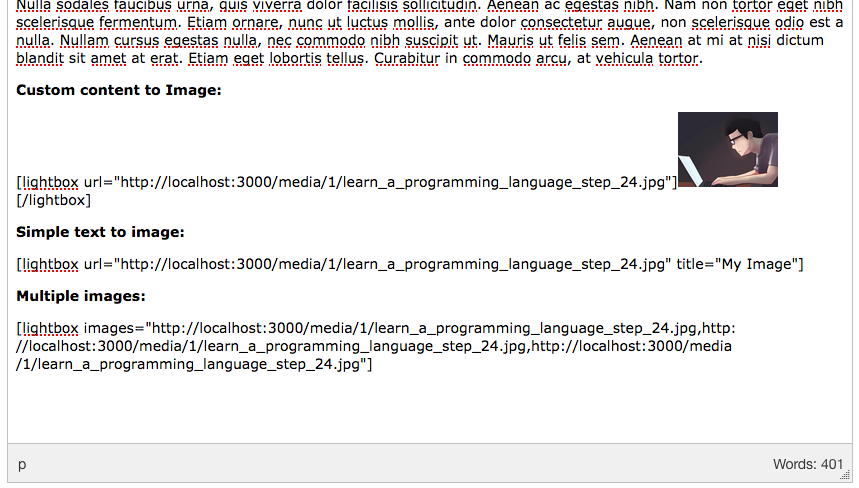 Nulla sodales faucibus urna, quis viverra dolor facilisis sollicitudin. Aenean ac egestas nibh. Nam non tortor eget nibh
scelerisque fermentum. Etiam ornare, nunc ut luctus mollis, ante dolor consectetur augue, non scelerisque odio est a
nulla. Nullam cursus egestas nulla, nec commodo nibh suscipit ut. Mauris ut felis sem. Aenean at mi at nisi dictum
blandit sit amet at erat. Etiam eget lobortis tellus. Curabitur in commodo arcu, at vehicula tortor.
Custom content to Image:
[lightbox url="http://localhost:3000/media/1/learn_a_programming_language_step_24.jpg"]
[/lightbox]
Simple text to image:
[lightbox url="http://localhost:3000/media/1/learn_a_programming_language_step_24.jpg" title="My Image"]
Multiple images:
[lightbox images="http://localhost:3000/media/1/learn_a_programming_language_step_24.jpg,http:
//localhost:3000/media/1/learn_a_programming_language_step_24.jpg,http://localhost:3000/media
/1/learn_a_programming_language_step_24.jpg"]
p
Words: 401